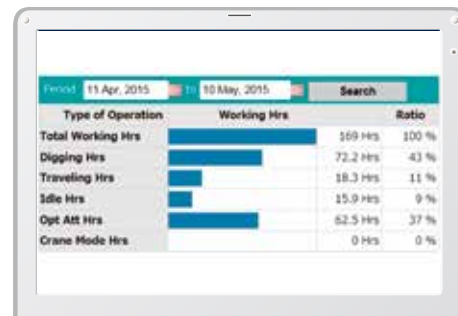 Period 11 Apr, 2015 to 10 May, 2015 Search
Type of Operation Working Hrs Ratio
Total Working Hrs 169 Hrs 100 %
Digging Hrs 72.2 Hrs 43 %
Traveling Hrs 18.3 Hrs 11 %
Idle Hrs 15.9 Hrs 9 %
Opt Att Hrs 62.5 Hrs 37 %
Crane Mode Hrs 0 Hrs 0 %